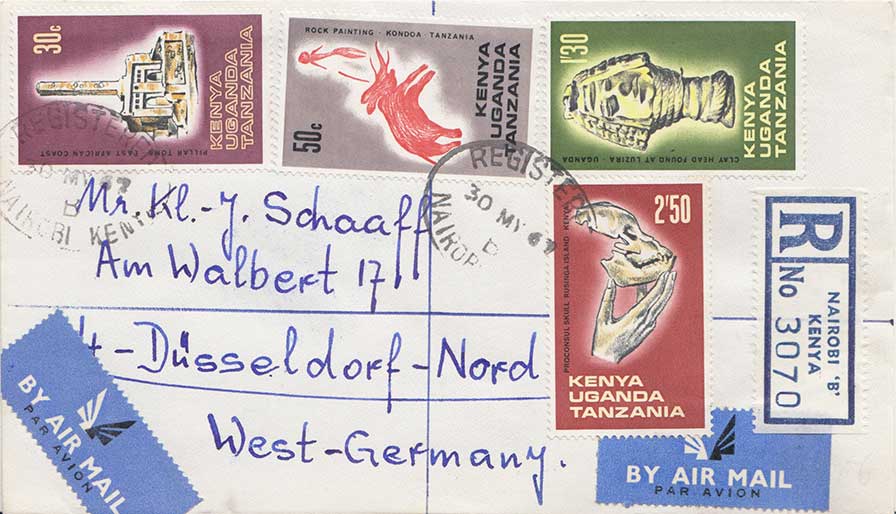 30c
KENYA
UGANDA
TANZANIA
PILLAR TOMB · EAST AFRICAN COAST
ROCK PAINTING · KONDOA · TANZANIA
50c
KENYA
UGANDA
TANZANIA
1'30
KENYA
UGANDA
TANZANIA
CLAY HEAD FOUND AT LUZIRA · UGANDA
2'50
PROCONSUL SKULL RUSINGA ISLAND · KENYA
KENYA
UGANDA
TANZANIA
REGISTERED
30 MY 67
B
NAIROBI KENYA
REGISTERED
30 MY 67
NAIROBI
Mr. Kl.-J. Schaaff
Am Walbert 17
4-Düsseldorf-Nord
West-Germany.
R
NAIROBI 'B'
KENYA
No 3070
BY AIR MAIL
PAR AVION
BY AIR MAIL
PAR AVION